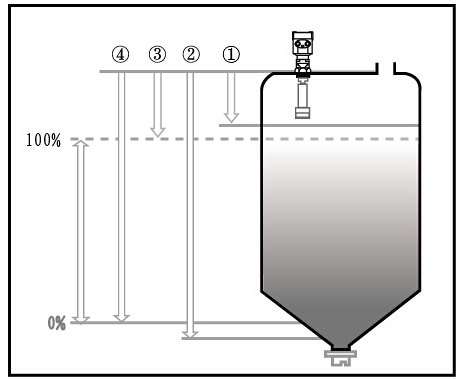 ④ ③ ② ①
100%
0%